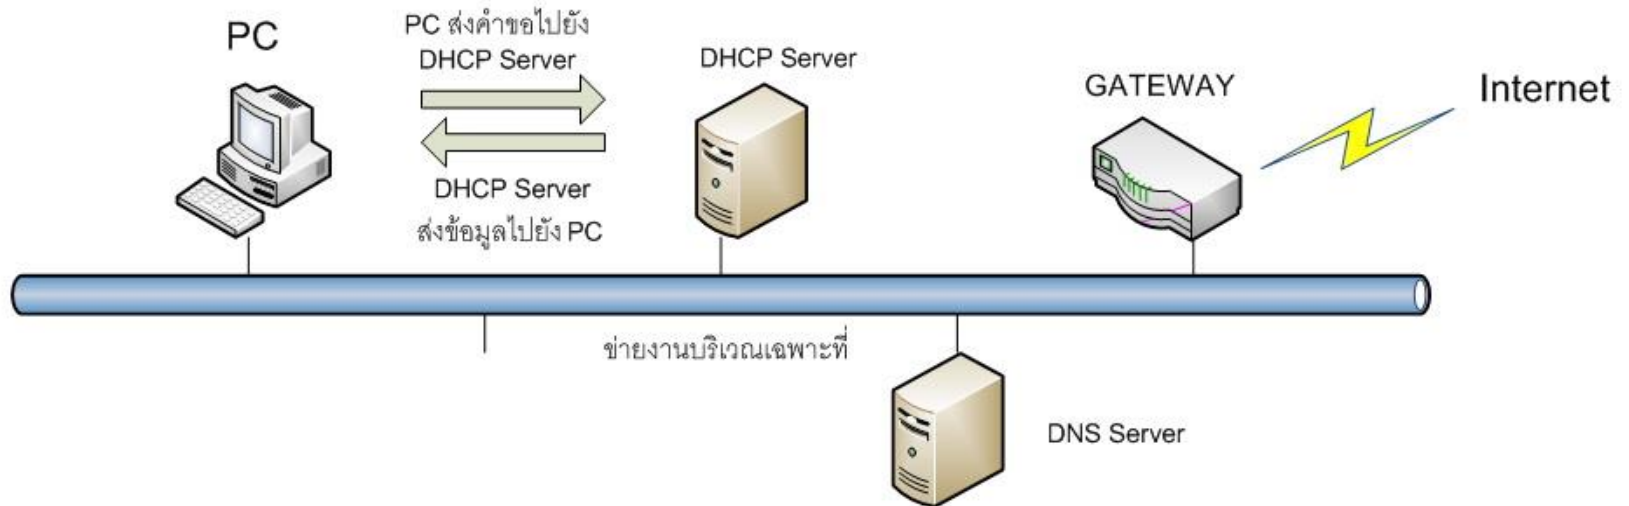 PC
PC ส่งคำขอไปยัง
DHCP Server
DHCP Server
ส่งข้อมูลไปยัง PC
DHCP Server
GATEWAY
Internet
ข่ายงานบริเวณเฉพาะที่
DNS Server